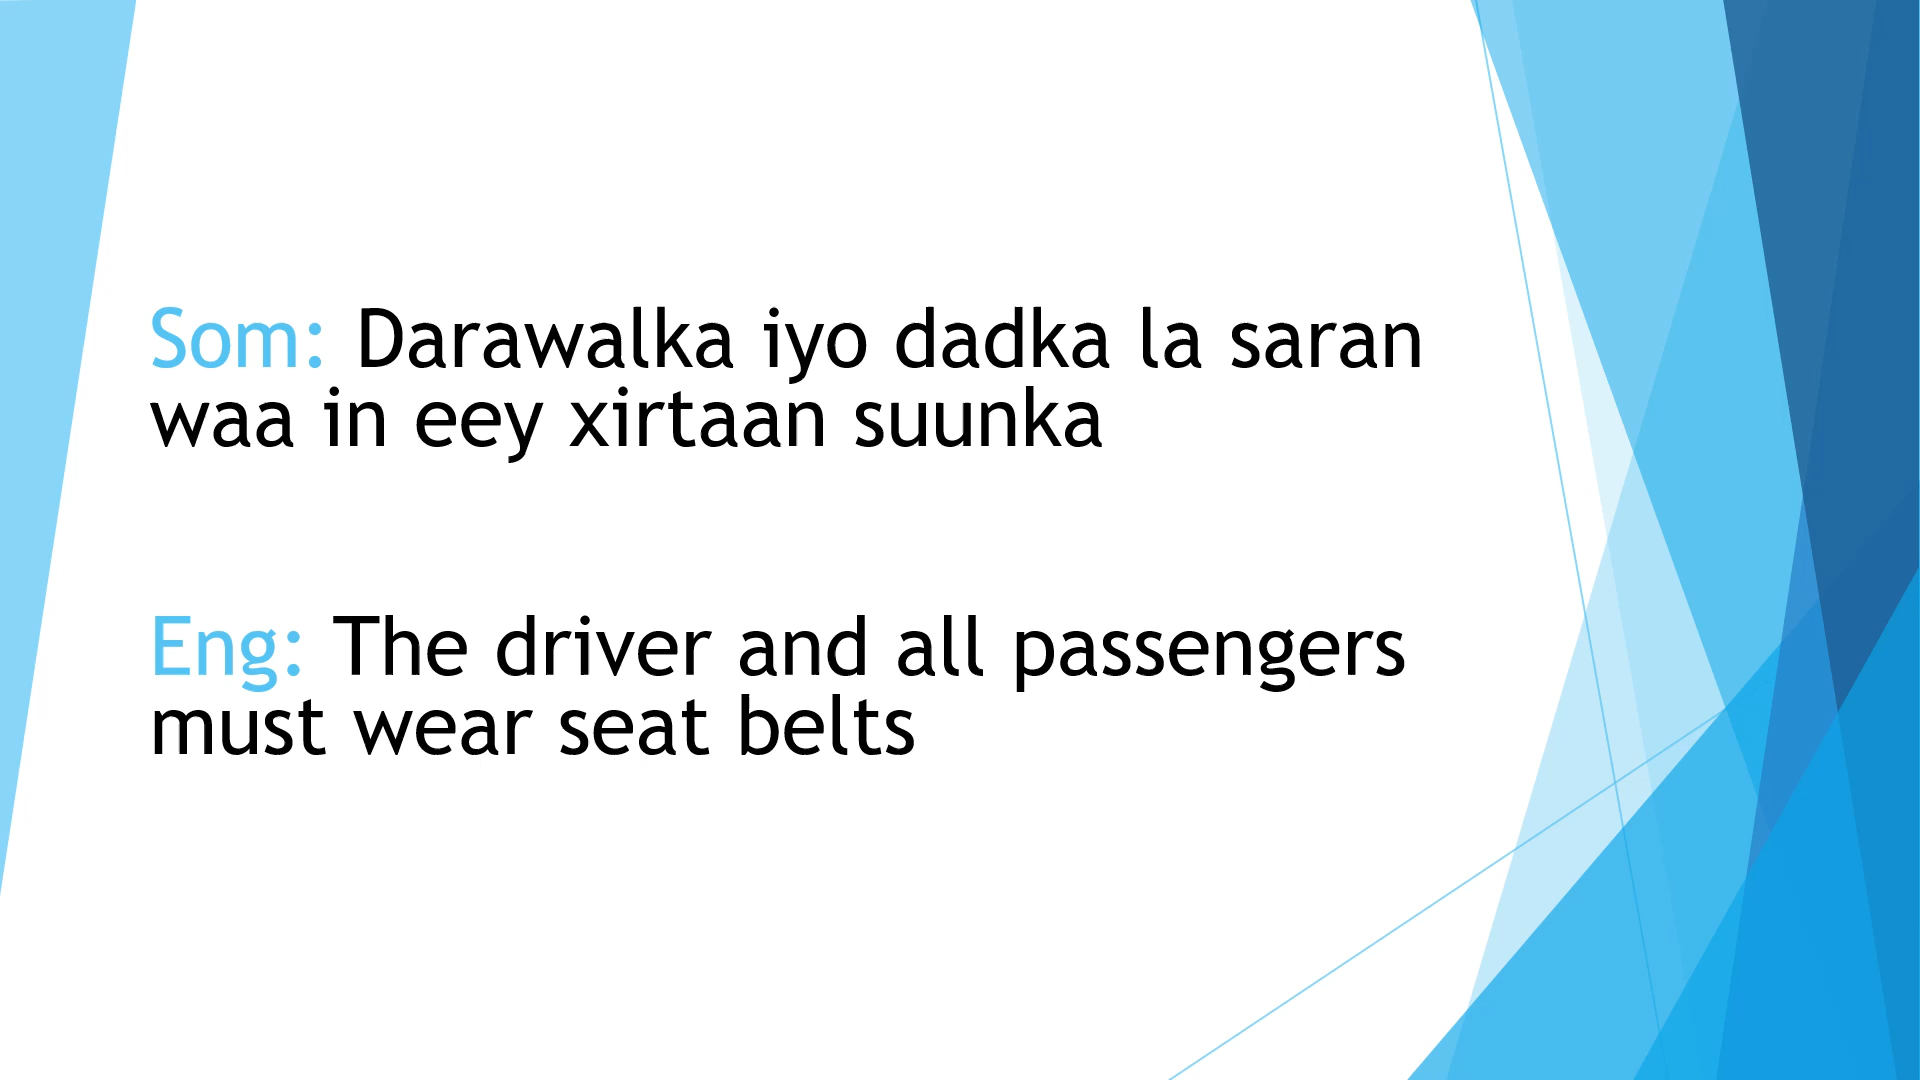 Som: Darawalka iyo dadka la saran
waa in eey xirtaan suunka
Eng: The driver and all passengers
must wear seat belts